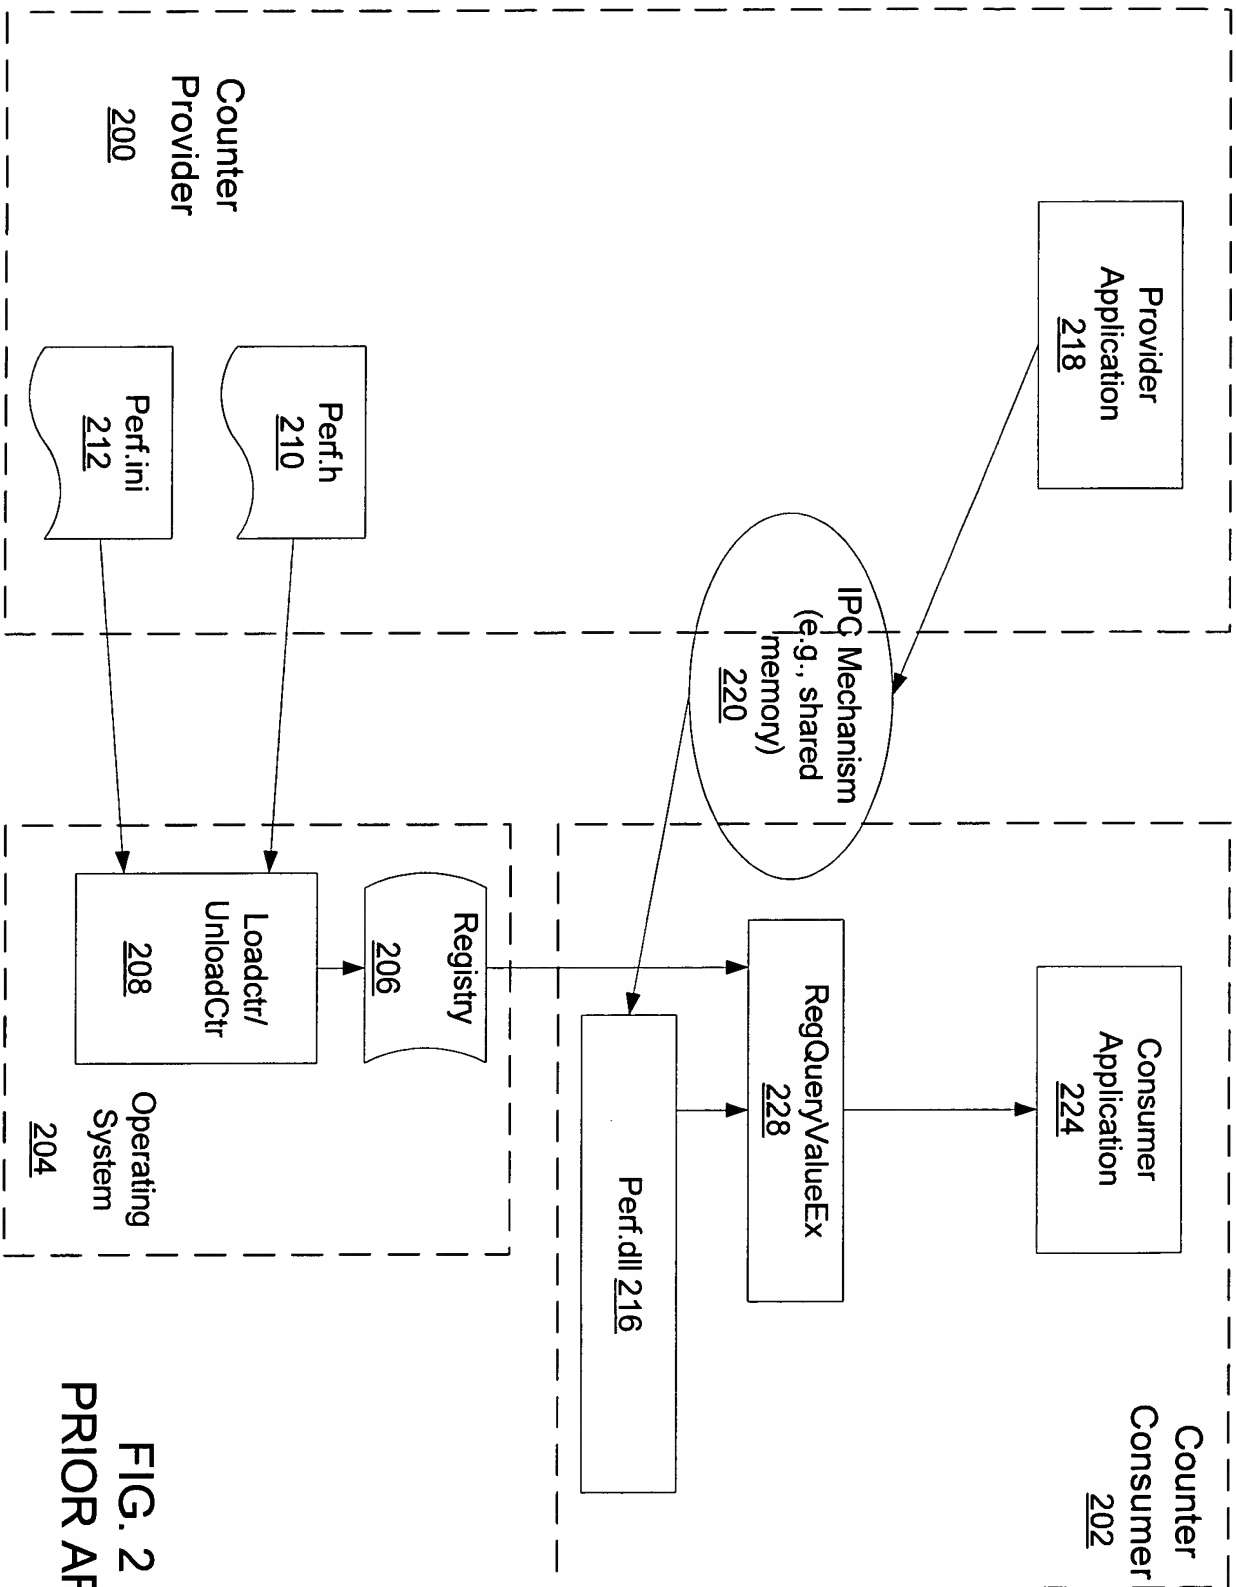 Provider
Application
218
Consumer
Application
224
Counter
Consumer
202
IPC Mechanism
(e.g., shared
memory)
220
RegQueryValueEx
228
Perf.dll 216
Counter
Provider
200
Perf.h
210
Perf.ini
212
Registry
206
Loadctr/
UnloadCtr
208
Operating
System
204
FIG. 2
PRIOR